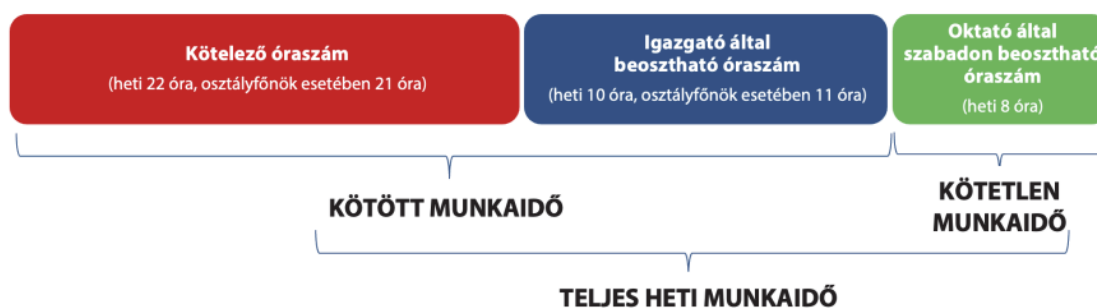 Kötelező óraszám
(heti 22 óra, osztályfőnök esetében 21 óra)
Igazgató által
beosztható óraszám
(heti 10 óra, osztályfőnök esetében 11 óra)
Oktató által
szabadon beosztható
óraszám
(heti 8 óra)
KÖTÖTT MUNKAIDŐ
KÖTETLEN
MUNKAIDŐ
TELJES HETI MUNKAIDŐ